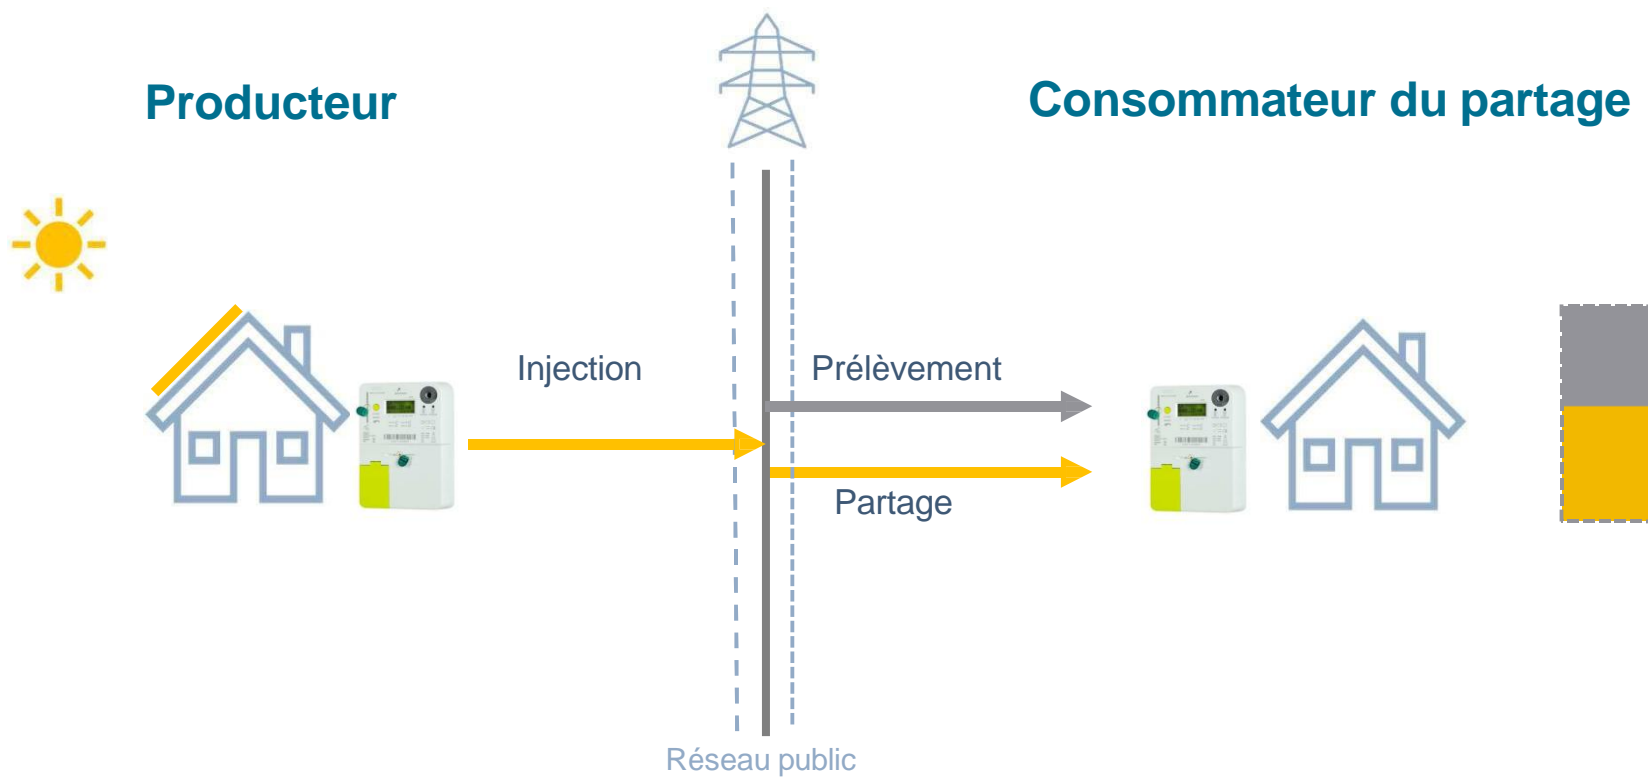 Producteur
Consommateur du partage
Injection
Prélèvement
Partage
Réseau public